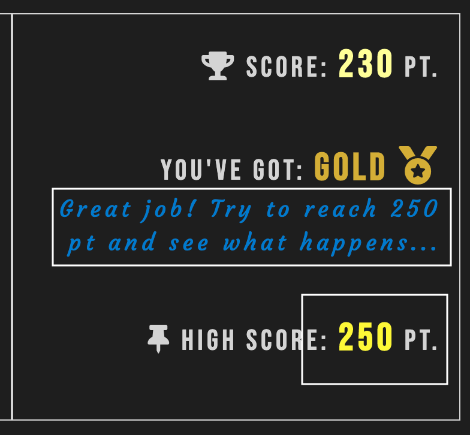 SCORE: 230 PT.
YOU'VE GOT: GOLD
Great job! Try to reach 250
pt and see what happens...
HIGH SCORE: 250 PT.